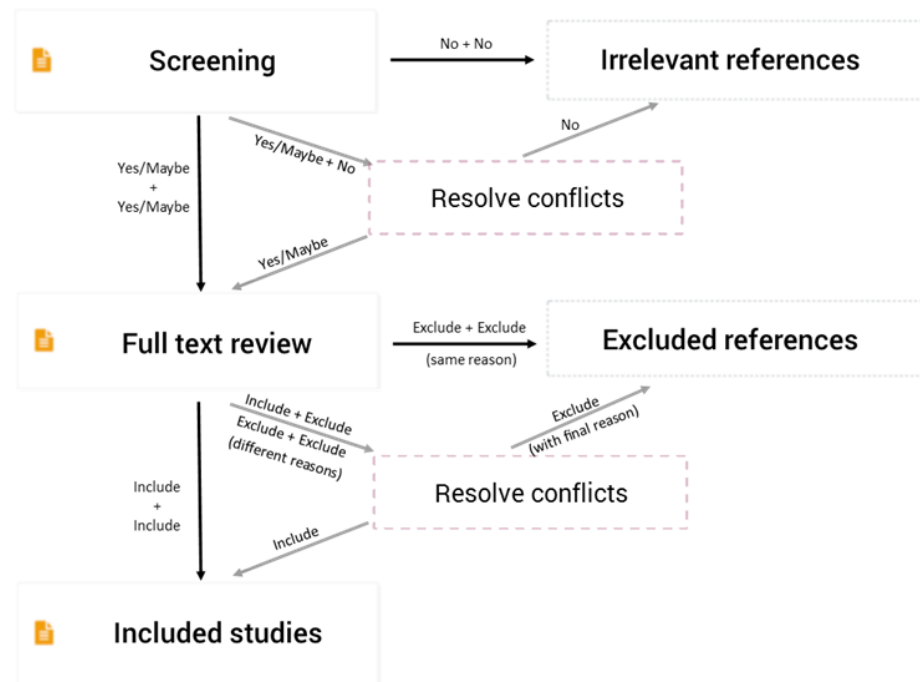 Screening
No + No
Irrelevant references
No
Yes/Maybe + No
Yes/Maybe
+
Yes/Maybe
Resolve conflicts
Yes/Maybe
Full text review
Exclude + Exclude
(same reason)
Excluded references
Include + Exclude
Exclude + Exclude
(different reasons)
Exclude
(with final reason)
Resolve conflicts
Include
+
Include
Include
Included studies